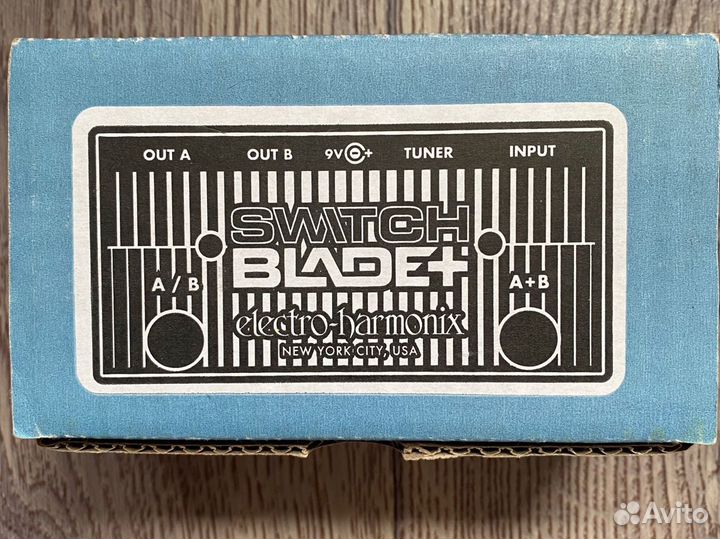 OUT A OUT B 9V + TUNER INPUT
SWITCH
BLADE+
A / B A+B
electro-harmonix
NEW YORK CITY, USA
Avito